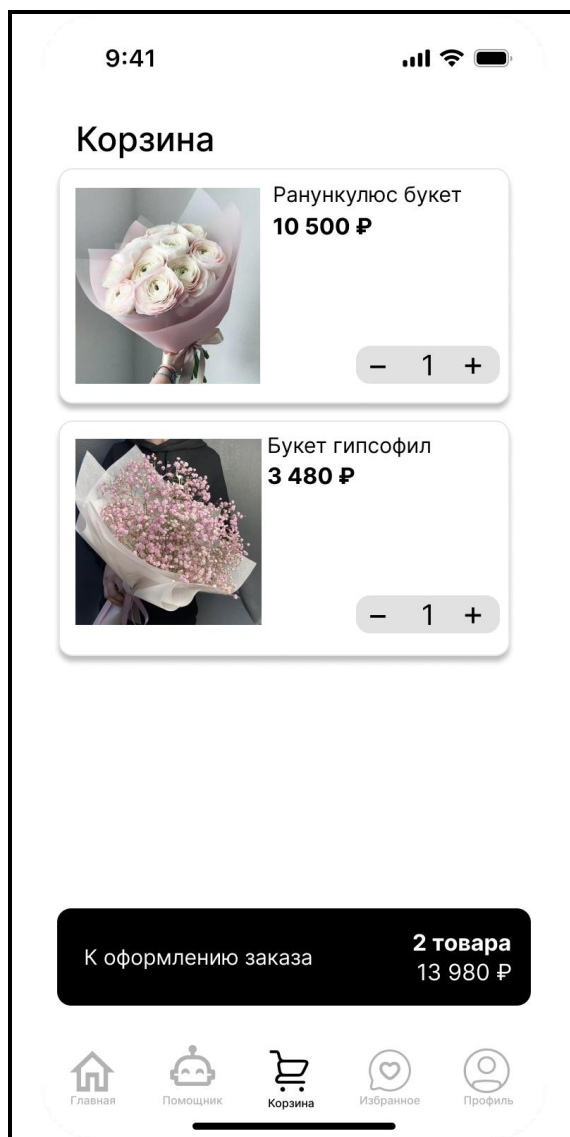 9:41
Корзина
Ранункулюс букет
10 500 ₽
− 1 +
Букет гипсофил
3 480 ₽
− 1 +
К оформлению заказа
2 товара
13 980 ₽
Главная
Помощник
Корзина
Избранное
Профиль